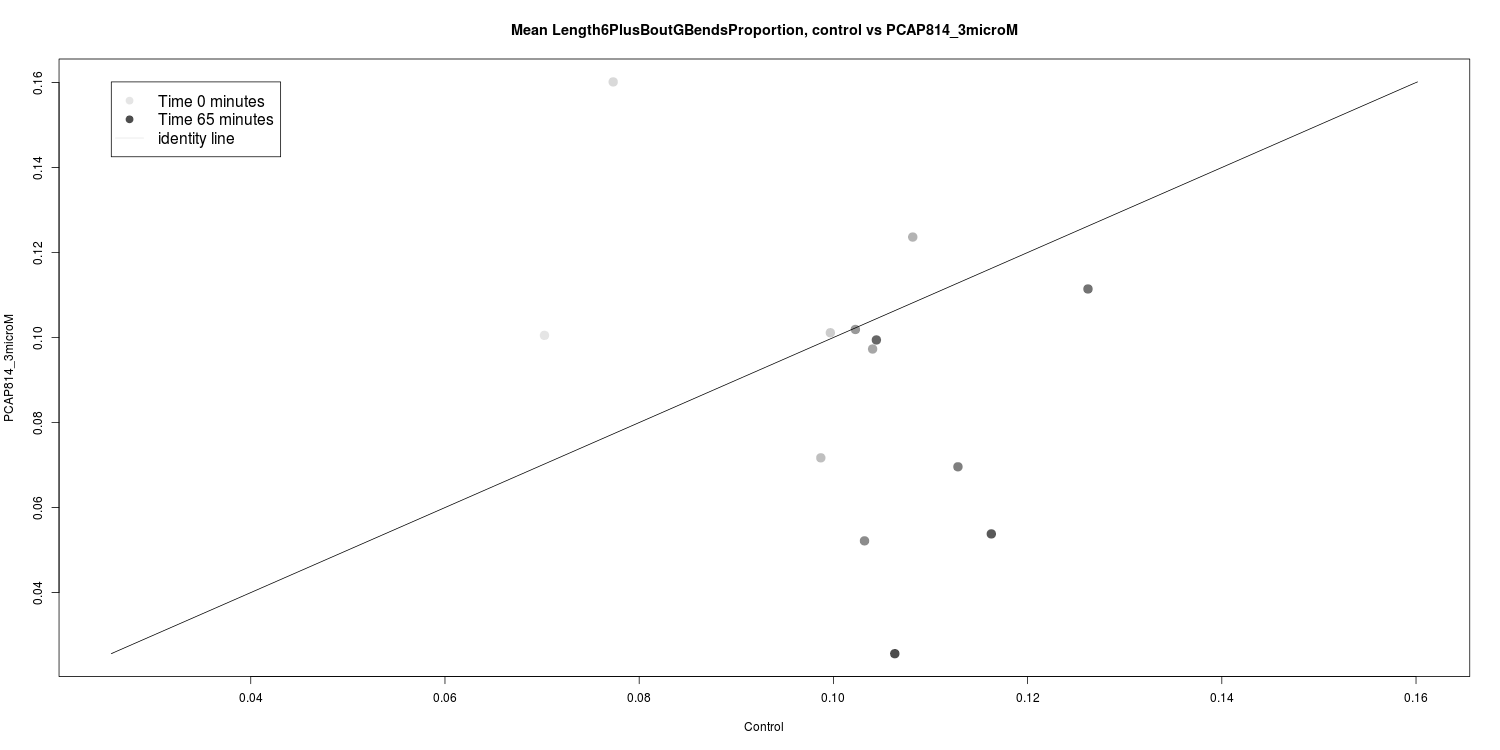 Mean Length6PlusBoutGBendsProportion, control vs PCAP814_3microM
Time 0 minutes
Time 65 minutes
identity line
PCAP814_3microM
0.16
0.14
0.12
0.10
0.08
0.06
0.04
0.04 0.06 0.08 0.10 0.12 0.14 0.16
Control